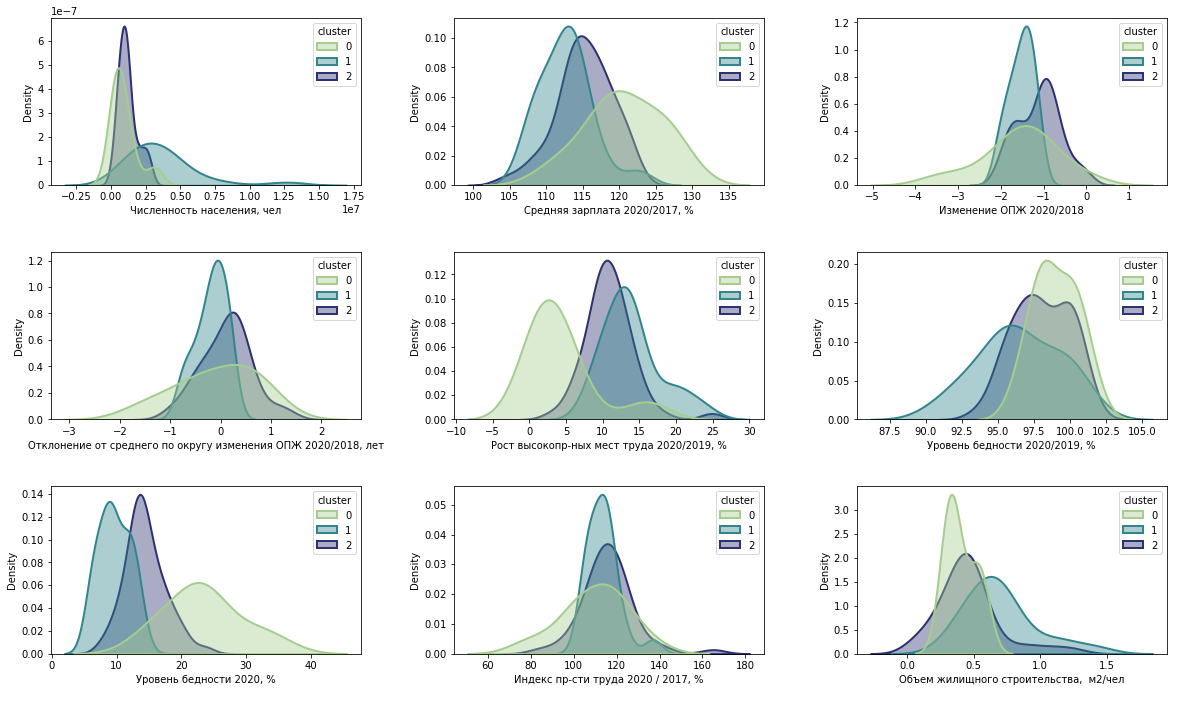 1e−7
6
5
4
3
2
1
0
Density
cluster
0
1
2
−0.25 0.00 0.25 0.50 0.75 1.00 1.25 1.50 1.75
1e7
Численность населения, чел
0.10
0.08
0.06
0.04
0.02
0.00
Density
cluster
0
1
2
100 105 110 115 120 125 130 135
Средняя зарплата 2020/2017, %
1.2
1.0
0.8
0.6
0.4
0.2
0.0
Density
cluster
0
1
2
−5 −4 −3 −2 −1 0 1
Изменение ОПЖ 2020/2018
1.2
1.0
0.8
0.6
0.4
0.2
0.0
Density
cluster
0
1
2
−3 −2 −1 0 1 2
Отклонение от среднего по округу изменения ОПЖ 2020/2018, лет
0.12
0.10
0.08
0.06
0.04
0.02
0.00
Density
cluster
0
1
2
−10 −5 0 5 10 15 20 25 30
Рост высокопр-ных мест труда 2020/2019, %
0.20
0.15
0.10
0.05
0.00
Density
cluster
0
1
2
87.5 90.0 92.5 95.0 97.5 100.0 102.5 105.0
Уровень бедности 2020/2019, %
0.14
0.12
0.10
0.08
0.06
0.04
0.02
0.00
Density
cluster
0
1
2
0 10 20 30 40
Уровень бедности 2020, %
0.05
0.04
0.03
0.02
0.01
0.00
Density
cluster
0
1
2
60 80 100 120 140 160 180
Индекс пр-сти труда 2020 / 2017, %
3.0
2.5
2.0
1.5
1.0
0.5
0.0
Density
cluster
0
1
2
0.0 0.5 1.0 1.5
Объем жилищного строительства, м2/чел